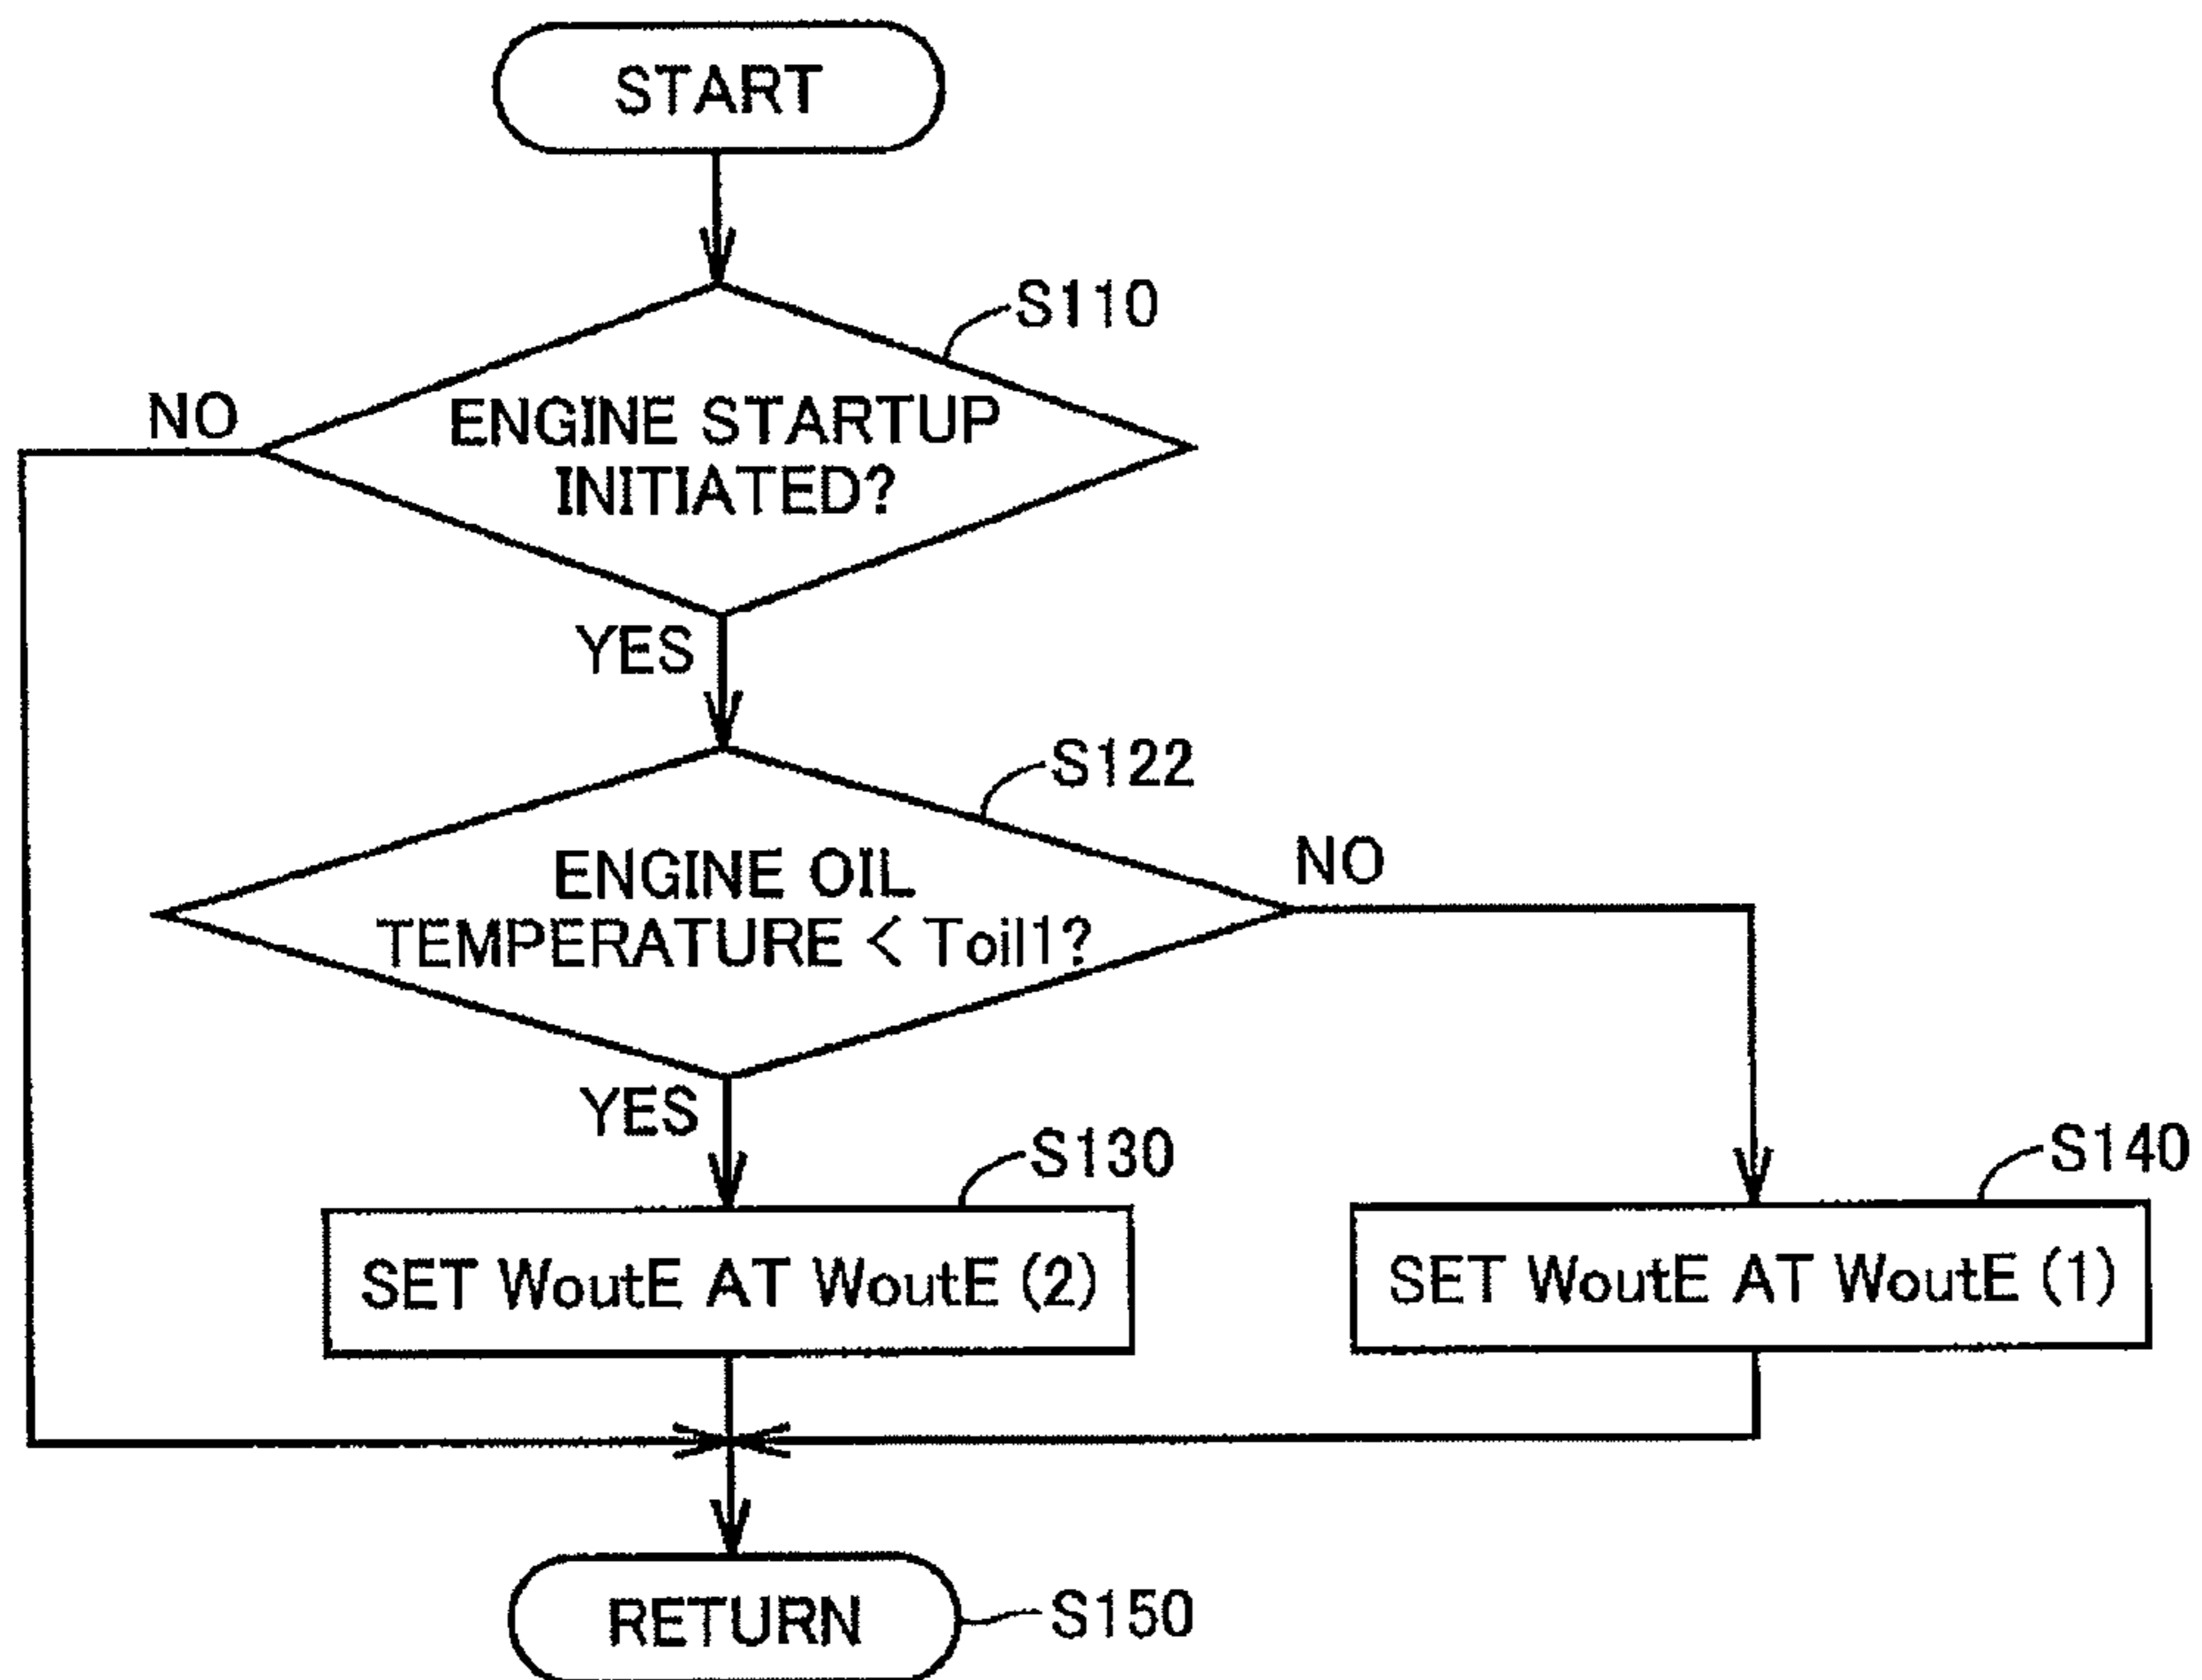 START
S110
NO
ENGINE STARTUP
INITIATED?
YES
S122
ENGINE OIL
TEMPERATURE < Toil1?
NO
YES
S130
SET WoutE AT WoutE (2)
S140
SET WoutE AT WoutE (1)
RETURN
S150